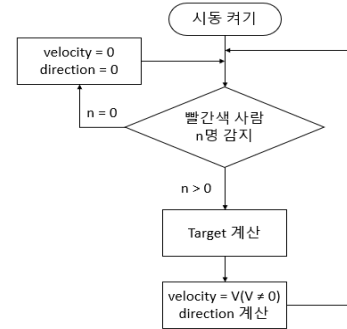 시동 켜기
velocity = 0
direction = 0
n = 0
빨간색 사람
n명 감지
n > 0
Target 계산
velocity = V(V ≠ 0)
direction 계산